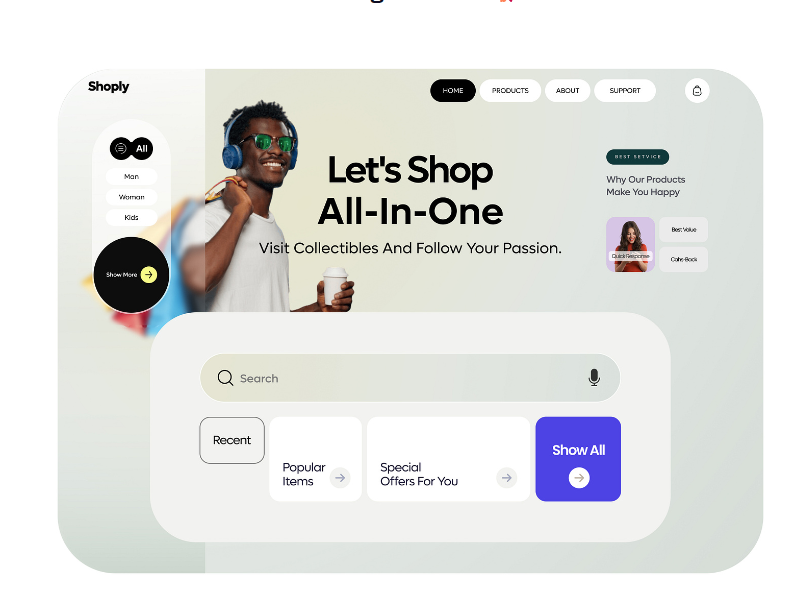 Shoply
HOME
PRODUCTS
ABOUT
SUPPORT
All
Man
Woman
Kids
Show More
Let's Shop
All-In-One
Visit Collectibles And Follow Your Passion.
BEST SETVICE
Why Our Products
Make You Happy
Quick Response
Best Value
Cahs-Back
Search
Recent
Popular
Items
Special
Offers For You
Show All